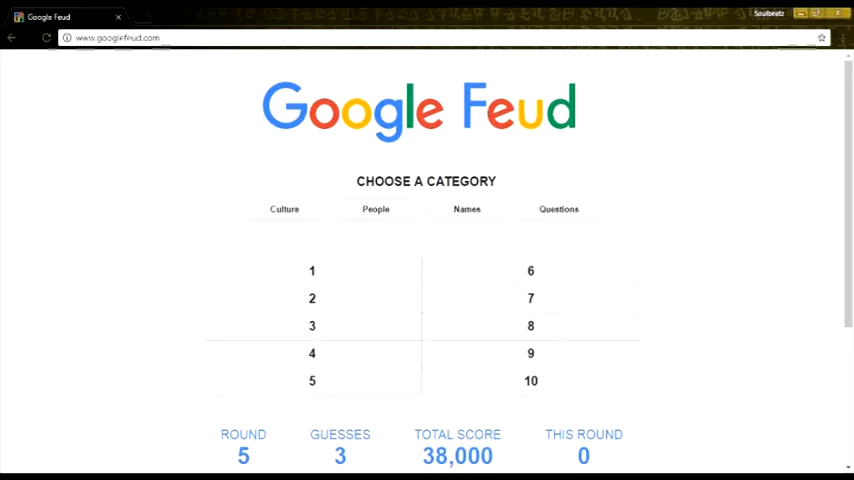 Google Feud
Soulbeatz
www.googlefeud.com
Google Feud
CHOOSE A CATEGORY
Culture People Names Questions
1 6
2 7
3 8
4 9
5 10
ROUND GUESSES TOTAL SCORE THIS ROUND
5 3 38,000 0